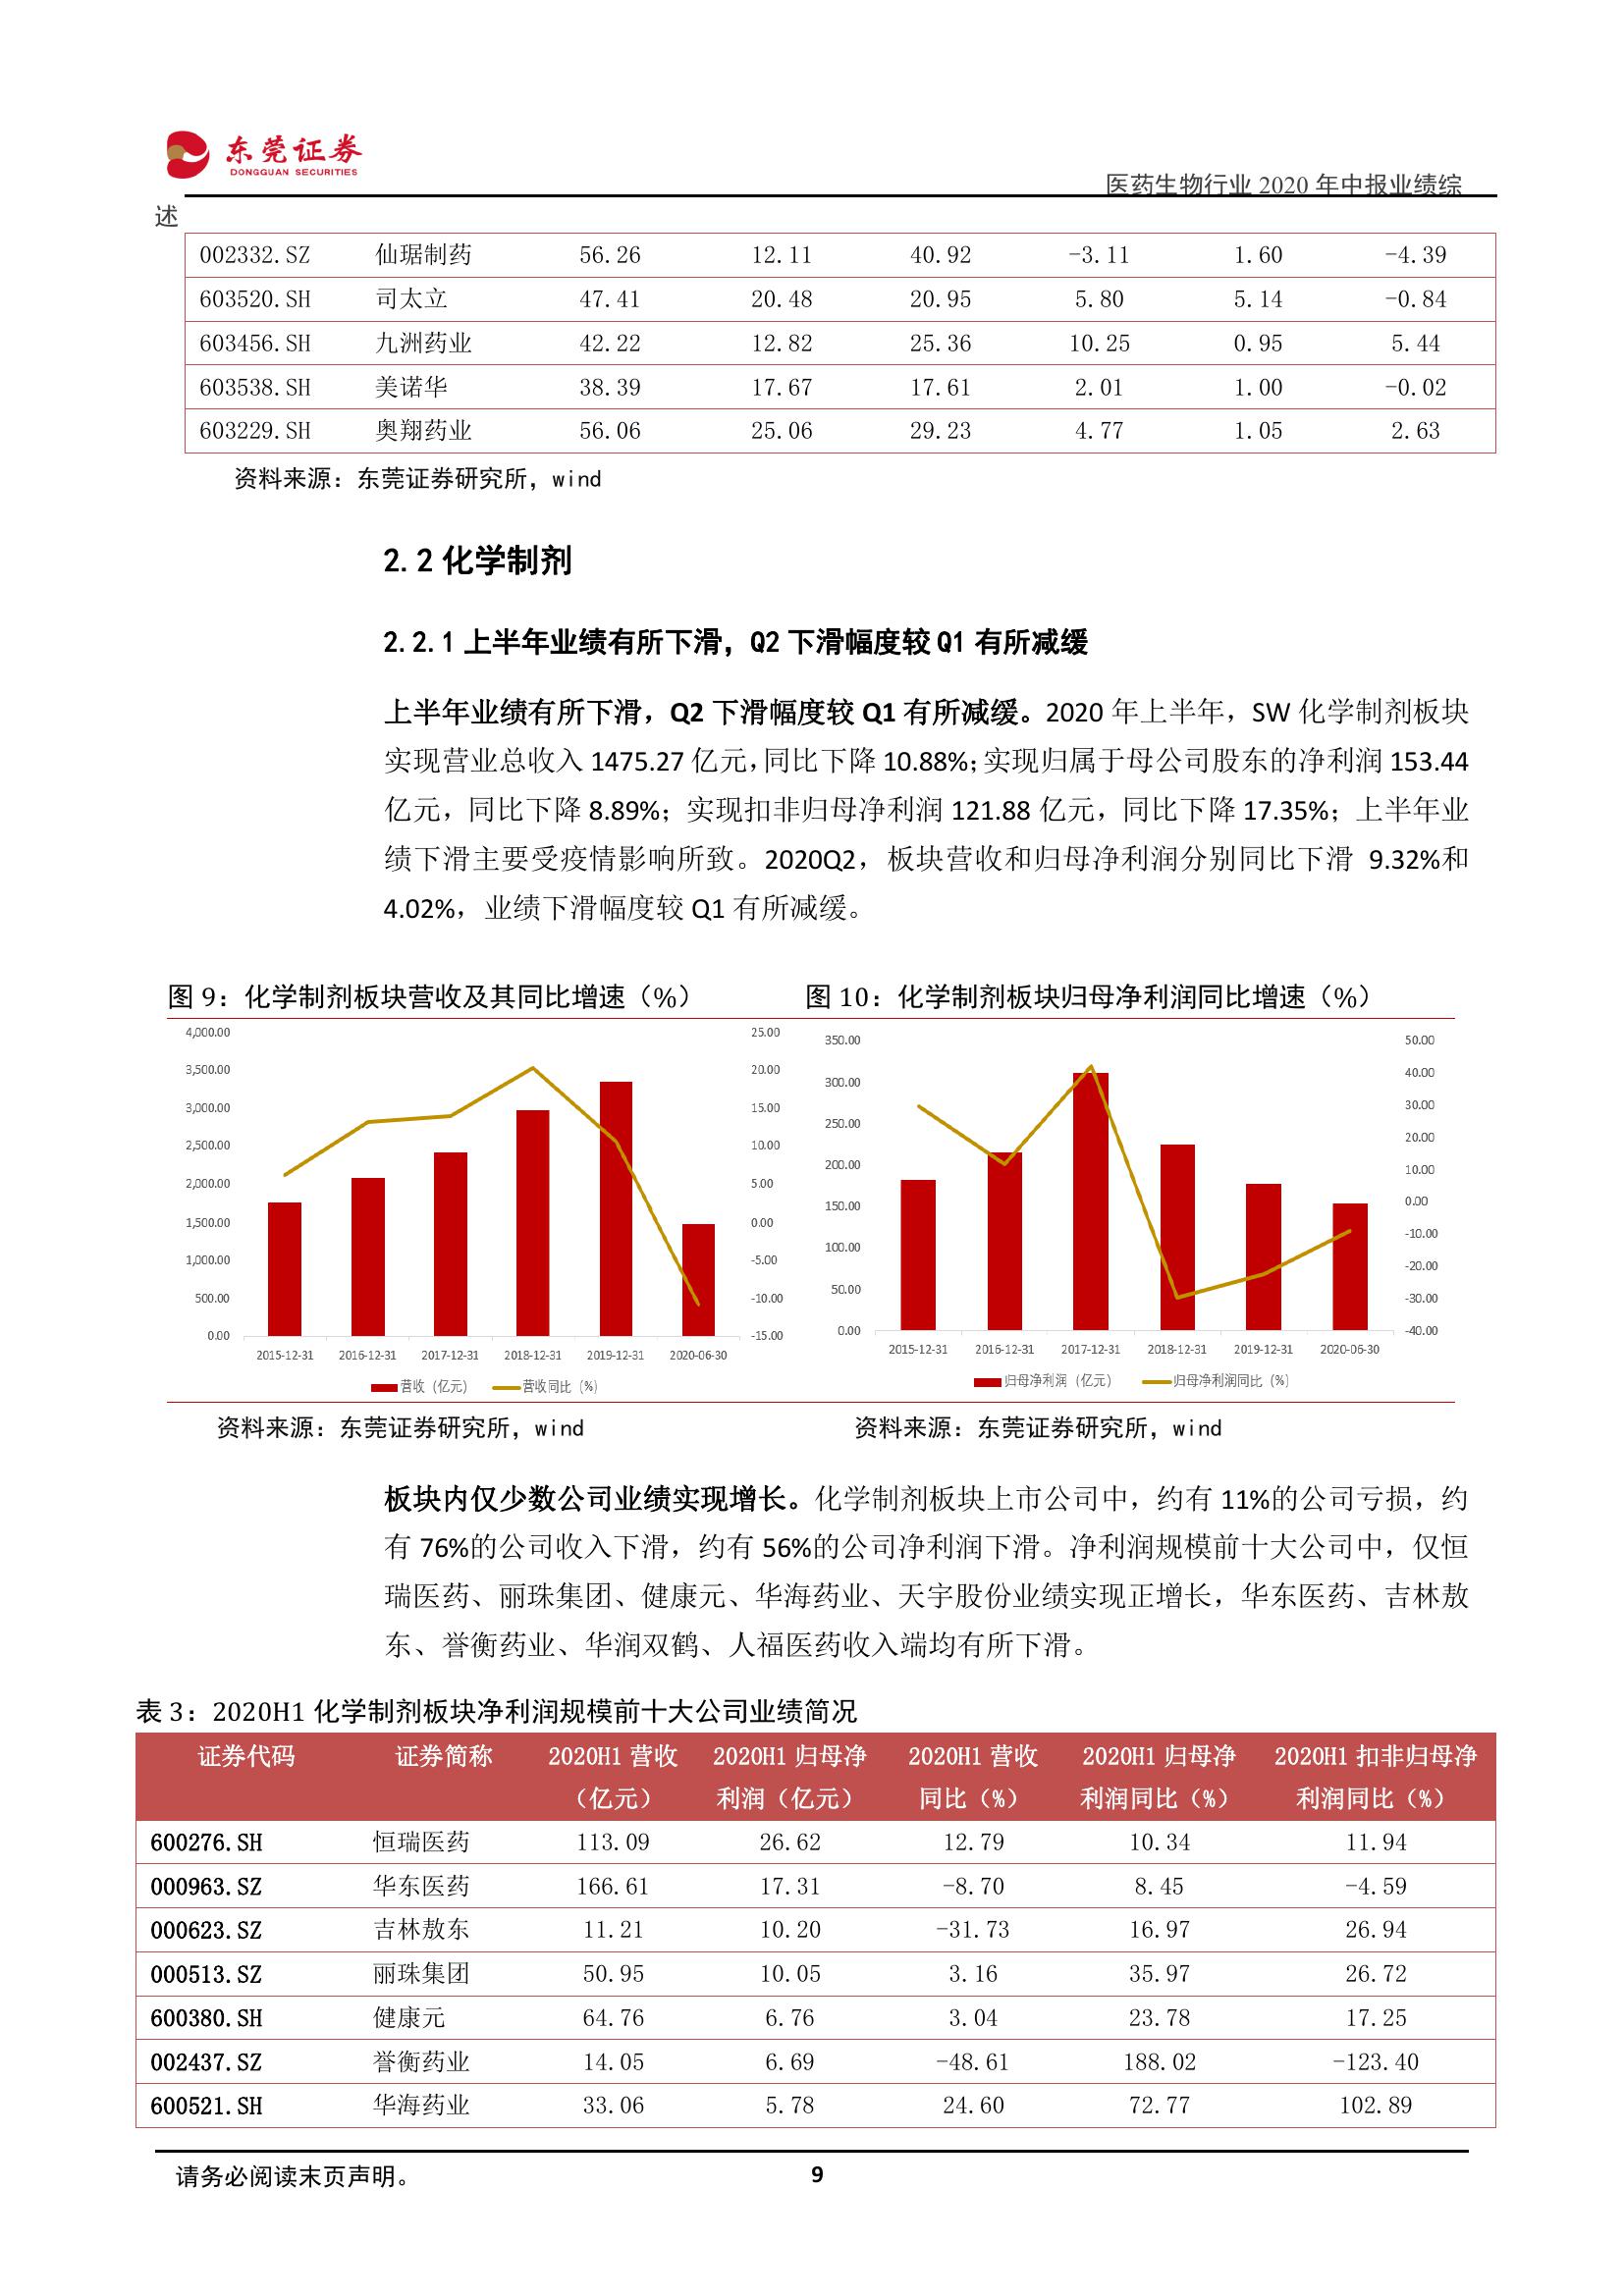 东莞证券
DONGGUAN SECURITIES
医药生物行业 2020 年中报业绩综
述
002332.SZ 仙琚制药 56.26 12.11 40.92 -3.11 1.60 -4.39
603520.SH 司太立 47.41 20.48 20.95 5.80 5.14 -0.84
603456.SH 九洲药业 42.22 12.82 25.36 10.25 0.95 5.44
603538.SH 美诺华 38.39 17.67 17.61 2.01 1.00 -0.02
603229.SH 奥翔药业 56.06 25.06 29.23 4.77 1.05 2.63
资料来源：东莞证券研究所，wind
2.2 化学制剂
2.2.1 上半年业绩有所下滑，Q2 下滑幅度较 Q1 有所减缓
上半年业绩有所下滑，Q2 下滑幅度较 Q1 有所减缓。2020 年上半年，SW 化学制剂板块
实现营业总收入 1475.27 亿元，同比下降 10.88%；实现归属于母公司股东的净利润 153.44
亿元，同比下降 8.89%；实现扣非归母净利润 121.88 亿元，同比下降 17.35%；上半年业
绩下滑主要受疫情影响所致。2020Q2，板块营收和归母净利润分别同比下滑 9.32%和
4.02%，业绩下滑幅度较 Q1 有所减缓。
图 9：化学制剂板块营收及其同比增速（%）
4,000.00 25.00
3,500.00 20.00
3,000.00 15.00
2,500.00 10.00
2,000.00 5.00
1,500.00 0.00
1,000.00 -5.00
500.00 -10.00
0.00 -15.00
2015-12-31 2016-12-31 2017-12-31 2018-12-31 2019-12-31 2020-06-30
营收（亿元） 营收同比（%）
资料来源：东莞证券研究所，wind
图 10：化学制剂板块归母净利润同比增速（%）
350.00 50.00
300.00 40.00
250.00 30.00
200.00 20.00
150.00 10.00
100.00 0.00
50.00 -10.00
0.00 -20.00
-30.00
-40.00
2015-12-31 2016-12-31 2017-12-31 2018-12-31 2019-12-31 2020-06-30
归母净利润（亿元） 归母净利润同比（%）
资料来源：东莞证券研究所，wind
板块内仅少数公司业绩实现增长。化学制剂板块上市公司中，约有 11%的公司亏损，约
有 76%的公司收入下滑，约有 56%的公司净利润下滑。净利润规模前十大公司中，仅恒
瑞医药、丽珠集团、健康元、华海药业、天宇股份业绩实现正增长，华东医药、吉林敖
东、誉衡药业、华润双鹤、人福医药收入端均有所下滑。
表 3：2020H1 化学制剂板块净利润规模前十大公司业绩简况
证券代码 证券简称 2020H1 营收 2020H1 归母净 2020H1 营收 2020H1 归母净 2020H1 扣非归母净
（亿元） 利润（亿元） 同比（%） 利润同比（%） 利润同比（%）
600276.SH 恒瑞医药 113.09 26.62 12.79 10.34 11.94
000963.SZ 华东医药 166.61 17.31 -8.70 8.45 -4.59
000623.SZ 吉林敖东 11.21 10.20 -31.73 16.97 26.94
000513.SZ 丽珠集团 50.95 10.05 3.16 35.97 26.72
600380.SH 健康元 64.76 6.76 3.04 23.78 17.25
002437.SZ 誉衡药业 14.05 6.69 -48.61 188.02 -123.40
600521.SH 华海药业 33.06 5.78 24.60 72.77 102.89
请务必阅读末页声明。
9